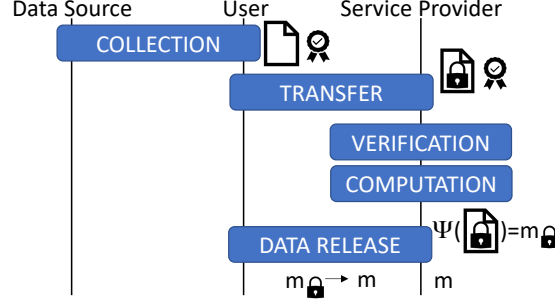 Data Source User Service Provider
COLLECTION
TRANSFER
VERIFICATION
COMPUTATION
DATA RELEASE Ψ( )=m
m → m m